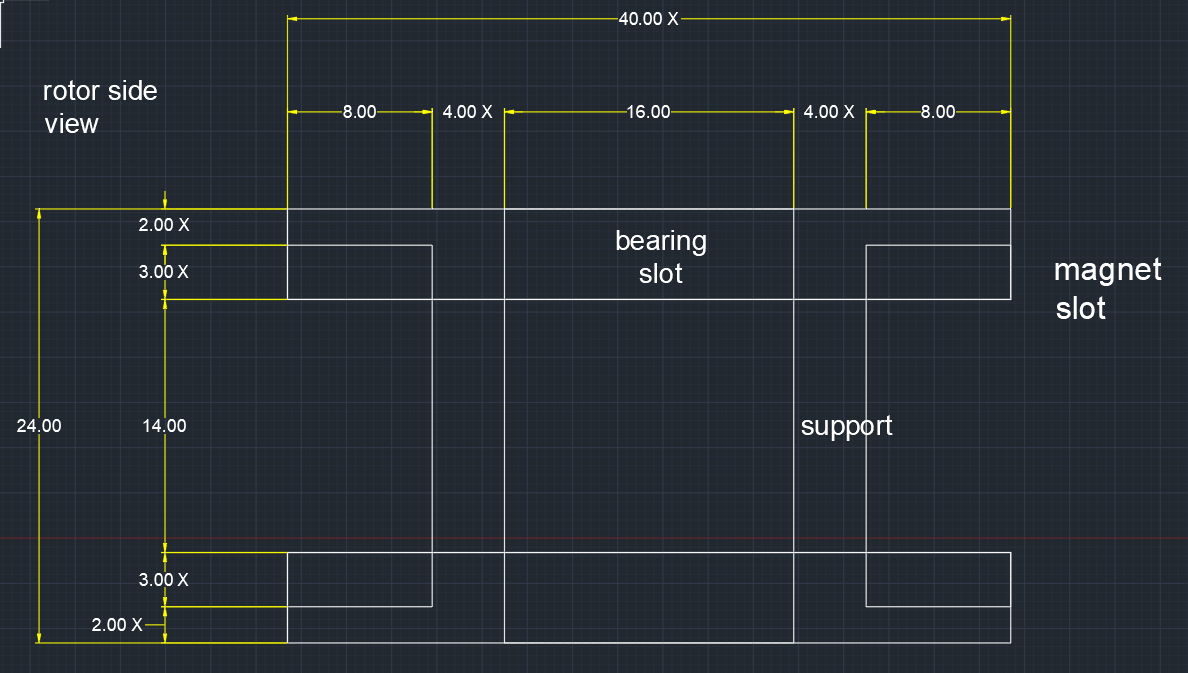 40.00 X
rotor side
view
8.00
4.00 X
16.00
4.00 X
8.00
2.00 X
3.00 X
bearing
slot
magnet
slot
24.00
14.00
support
3.00 X
2.00 X